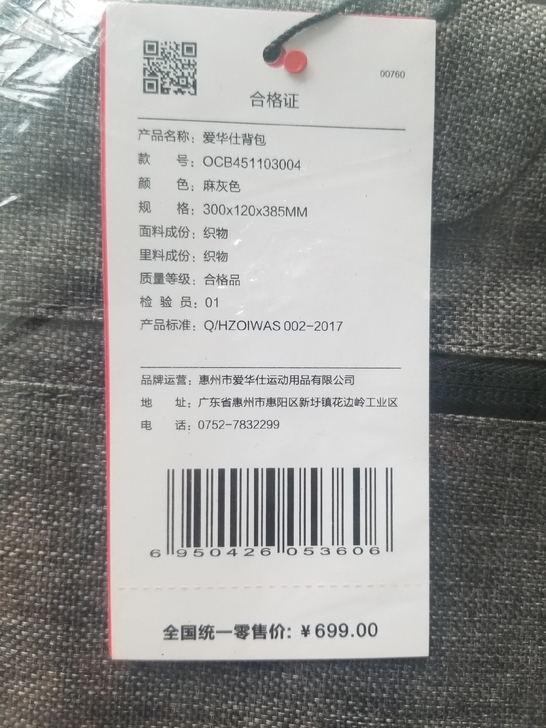 00760
合格证
产品名称：爱华仕背包
款 号：OCB451103004
颜 色：麻灰色
规 格：300x120x385MM
面料成份：织物
里料成份：织物
质量等级：合格品
检 验 员：01
产品标准：Q/HZOIWAS 002-2017
品牌运营：惠州市爱华仕运动用品有限公司
地 址：广东省惠州市惠阳区新圩镇花边岭工业区
电 话：0752-7832299
6 950426 053606
全国统一零售价：￥699.00